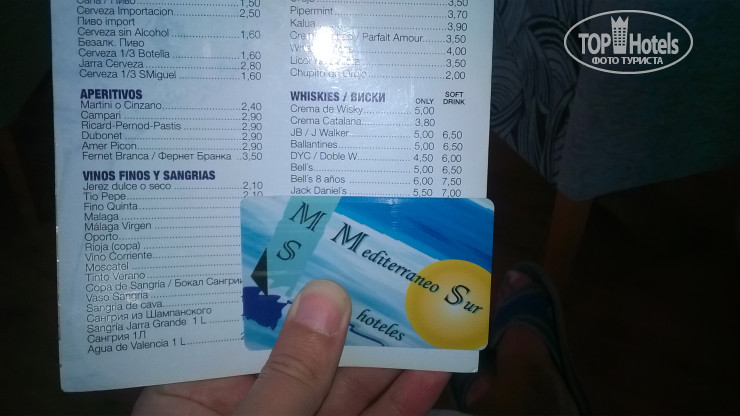 Cerveza Importacion 2,50
Пиво import
Cerveza sin Alcohol 1,60
Безалк. Пиво
Cerveza 1/3 Botella 1,60
Jarra Cerveza 2,80
Cerveza 1/3 SMiguel 1,60
APERITIVOS
Martini o Cinzano 2,40
Campari 2,90
Ricard-Pernod-Pastis 2,90
Dubonet 2,90
Amer Picon 2,90
Fernet Branca / Фернет Бранка 3,50
VINOS FINOS Y SANGRIAS
Jerez dulce o seco 2,10
Tio Pepe 2,10
Fino Quinta
Malaga
Málaga Virgen
Oporto
Rioja (copa)
Vino Corriente
Moscatel
Tinto Verano
Copa de Sangria / Бокал Сангрии
Vaso Sangria
Sangria de cava
Сангрия из Шампанского
Sangría Jarra Grande 1 L
Сангрия 1Л
Agua de Valencia 1 L
3,50
Pipermint 3,70
Kalua 3,90
Parfait Amour 3,50
4,00
3,50
Chupito 2,00
WHISKIES / ВИСКИ ONLY SOFT DRINK
Crema de Wisky 5,00
Crema Catalana 3,80
JB / J Walker 5,00 6,50
Ballantines 5,00 6,50
DYC / Doble W 4,50 6,00
Bell's 5,00 6,50
Bell's 8 años 6,00 7,50
Jack Daniel's 5,50 7,00
M
S
Mediterraneo Sur
hoteles
TOP Hotels
ФОТО ТУРИСТА